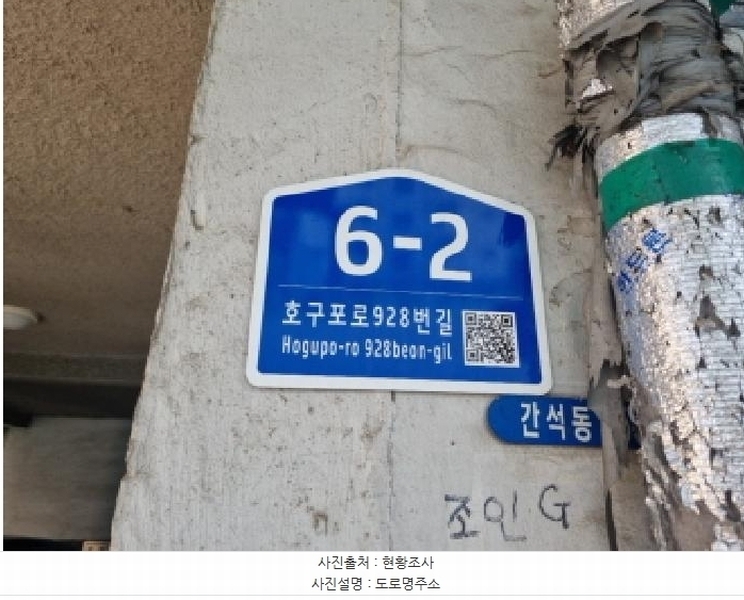 6-2
호구포로928번길
Hogupo-ro 928beon-gil
간석동
조인 G
사진출처 : 현황조사
사진설명 : 도로명주소